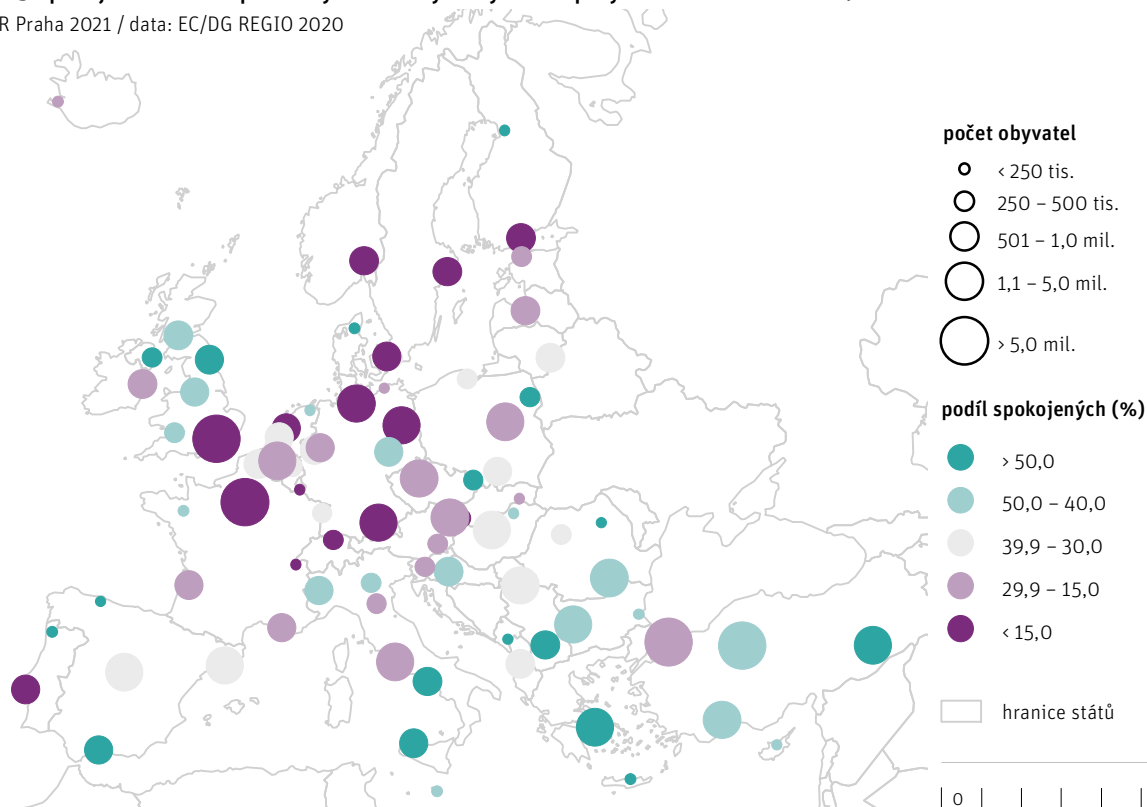 R Praha 2021 / data: EC/DG REGIO 2020
počet obyvatel
< 250 tis.
250 – 500 tis.
501 – 1,0 mil.
1,1 – 5,0 mil.
> 5,0 mil.
podíl spokojených (%)
> 50,0
50,0 – 40,0
39,9 – 30,0
29,9 – 15,0
< 15,0
hranice států
0